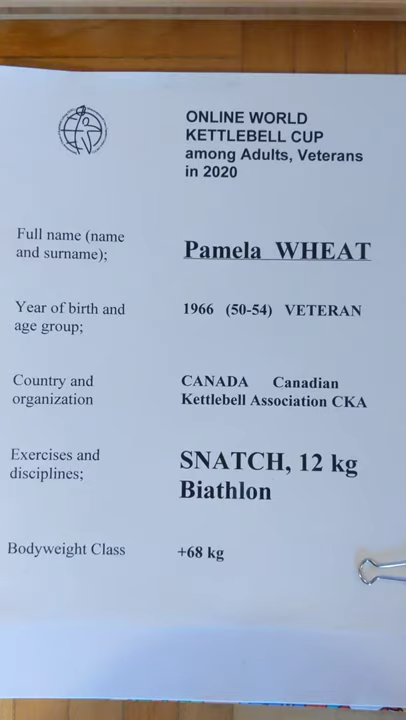 ONLINE WORLD
KETTLEBELL CUP
among Adults, Veterans
in 2020
Full name (name
and surname);
Pamela WHEAT
Year of birth and
age group;
1966 (50-54) VETERAN
Country and
organization
CANADA Canadian
Kettlebell Association CKA
Exercises and
disciplines;
SNATCH, 12 kg
Biathlon
Bodyweight Class
+68 kg